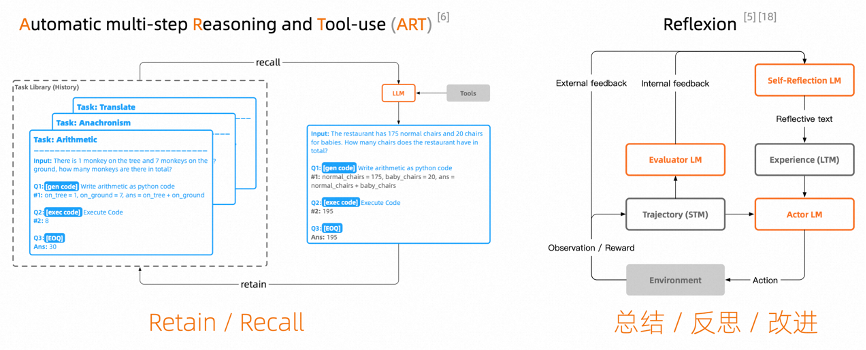 Automatic multi-step Reasoning and Tool-use (ART) [6]
recall
Task Library (History)
Task: Translate
Task: Anachronism
Task: Arithmetic
Input: There is 1 monkey on the tree and 7 monkeys on the
ground, how many monkeys are there in total?
?
Q1: [gen code] Write arithmetic as python code
#1: on_tree = 1, on_ground = 7, ans = on_tree + on_ground
Q2: [exec code] Execute Code
#2: 8
Q3: [EOQ]
Ans: 30
LLM
Tools
Input: The restaurant has 175 normal chairs and 20 chairs
for babies. How many chairs does the restaurant have in
total?
Q1: [gen code] Write arithmetic as python code
#1: normal_chairs = 175, baby_chairs = 20, ans =
normal_chairs + baby_chairs
Q2: [exec code] Execute Code
#2: 195
Q3: [EOQ]
Ans: 195
retain
Retain / Recall
Reflexion [5] [18]
External feedback
Internal feedback
Self-Reflection LM
Reflective text
Evaluator LM
Experience (LTM)
Trajectory (STM)
Actor LM
Observation / Reward
Environment
Action
总结 / 反思 / 改进